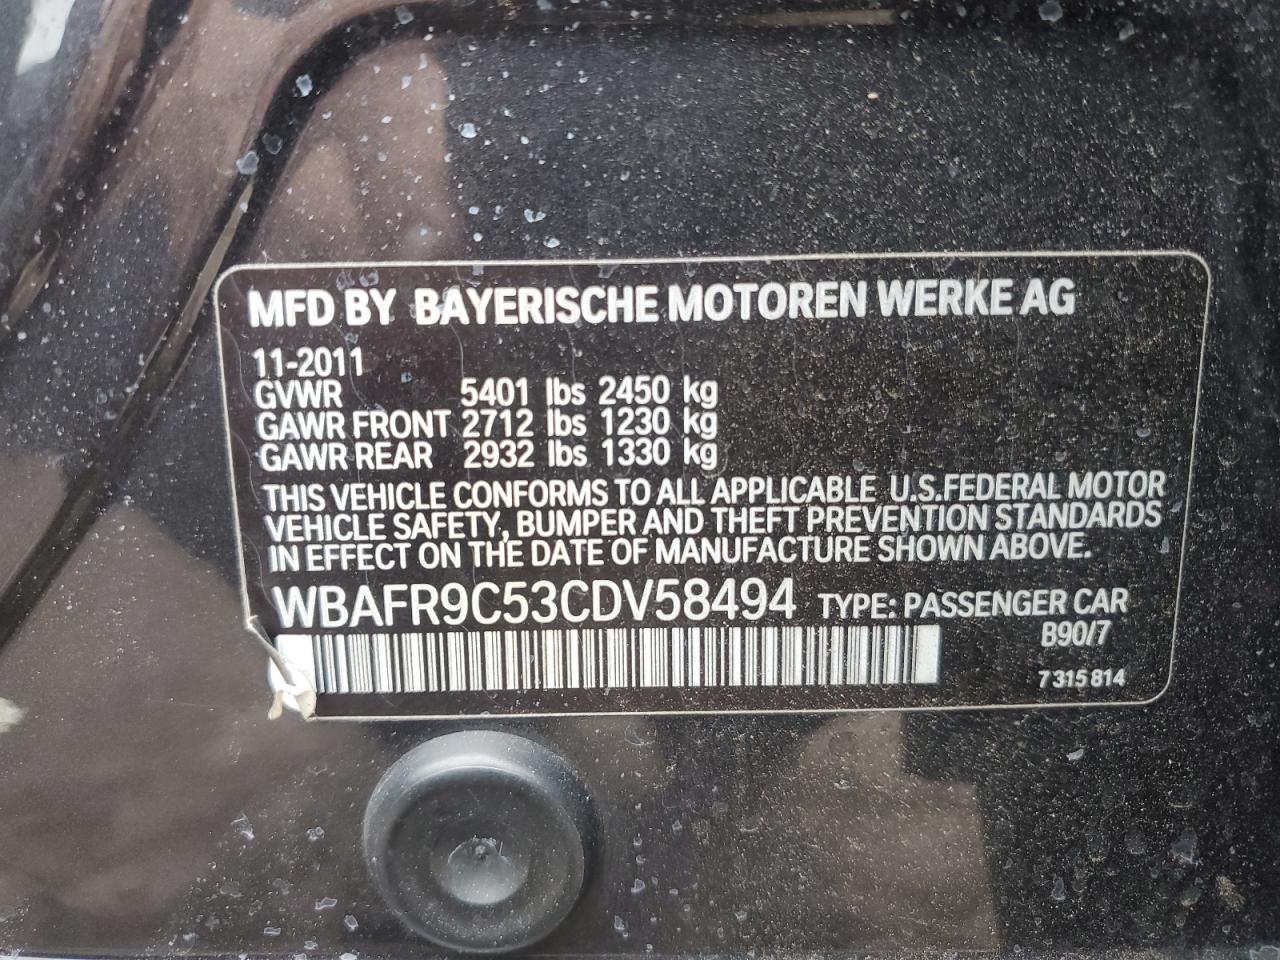 MFD BY BAYERISCHE MOTOREN WERKE AG
11-2011
GVWR 5401 lbs 2450 kg
GAWR FRONT 2712 lbs 1230 kg
GAWR REAR 2932 lbs 1330 kg
THIS VEHICLE CONFORMS TO ALL APPLICABLE U.S.FEDERAL MOTOR
VEHICLE SAFETY, BUMPER AND THEFT PREVENTION STANDARDS
IN EFFECT ON THE DATE OF MANUFACTURE SHOWN ABOVE.
WBAFR9C53CDV58494 TYPE: PASSENGER CAR
B90/7
7 315 814